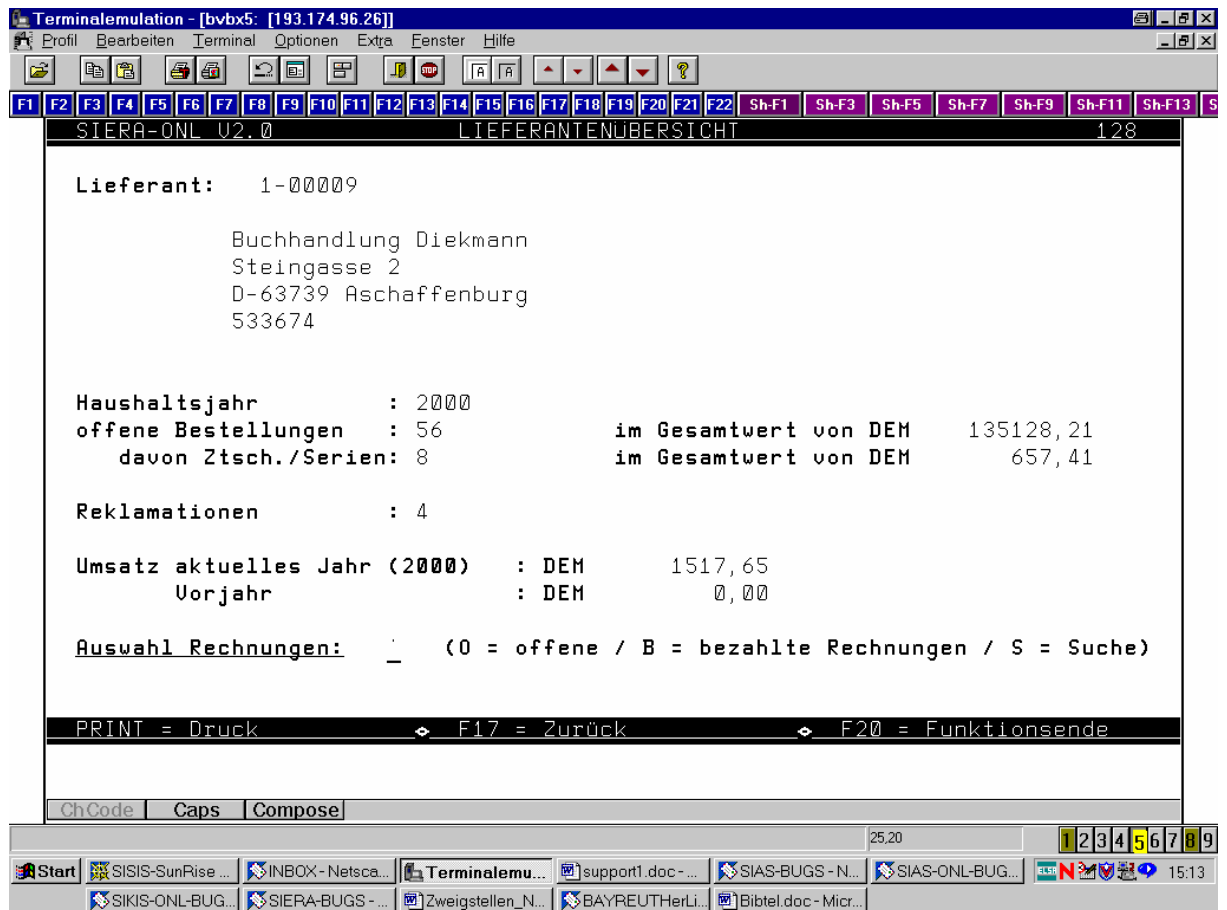 Terminalemulation - [bvbx5: [193.174.96.26]]
Profil Bearbeiten Terminal Optionen Extra Fenster Hilfe
F1 F2 F3 F4 F5 F6 F7 F8 F9 F10 F11 F12 F13 F14 F15 F16 F17 F18 F19 F20 F21 F22 Sh-F1 Sh-F3 Sh-F5 Sh-F7 Sh-F9 Sh-F11 Sh-F13 S
SIERA-ONL V2.0 LIEFERANTENÜBERSICHT 128
Lieferant: 1-00009
Buchhandlung Diekmann
Steingasse 2
D-63739 Aschaffenburg
533674
Haushaltsjahr : 2000
offene Bestellungen : 56 im Gesamtwert von DEM 135128,21
davon Ztsch./Serien: 8 im Gesamtwert von DEM 657,41
Reklamationen : 4
Umsatz aktuelles Jahr (2000) : DEM 1517,65
Vorjahr : DEM 0,00
Auswahl Rechnungen: _ (O = offene / B = bezahlte Rechnungen / S = Suche)
PRINT = Druck F17 = Zurück F20 = Funktionsende
ChCode Caps Compose
25,20 1 2 3 4 5 6 7 8 9
Start SISIS-SunRise ... INBOX - Netsca... Terminalemu... support1.doc - ... SIAS-BUGS - N... SIAS-ONL-BUG... 15:13
SIKIS-ONL-BUG... SIERA-BUGS - ... Zweigstellen_N... BAYREUTHerLi... Bibtel.doc - Micr...